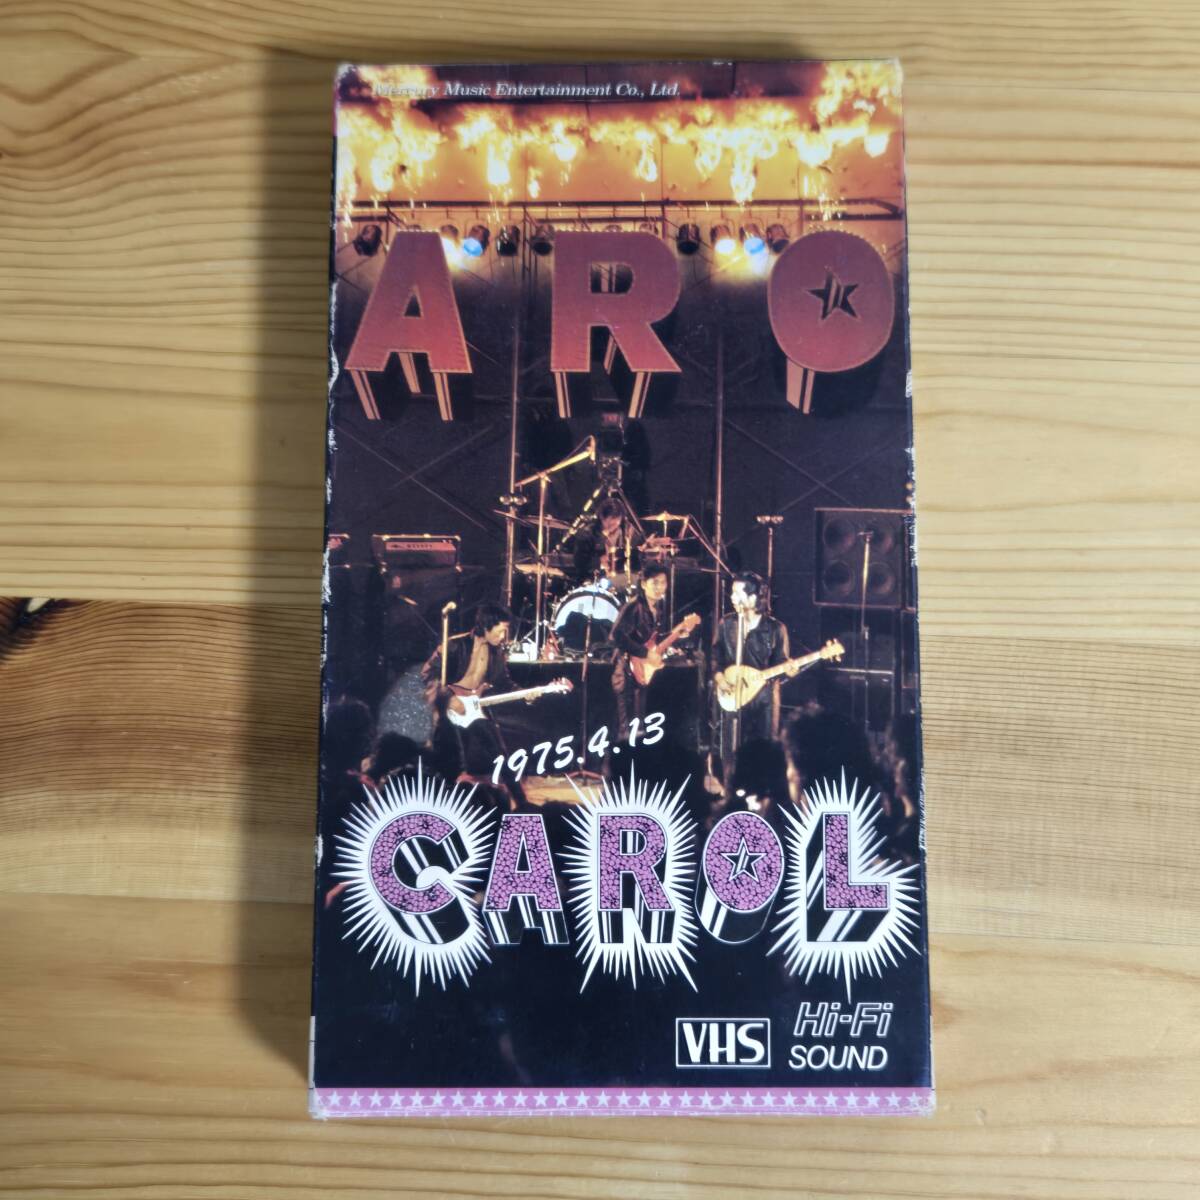 Mercury Music Entertainment Co., Ltd.
ARO
1975.4.13
CAROL
VHS
Hi-Fi
SOUND